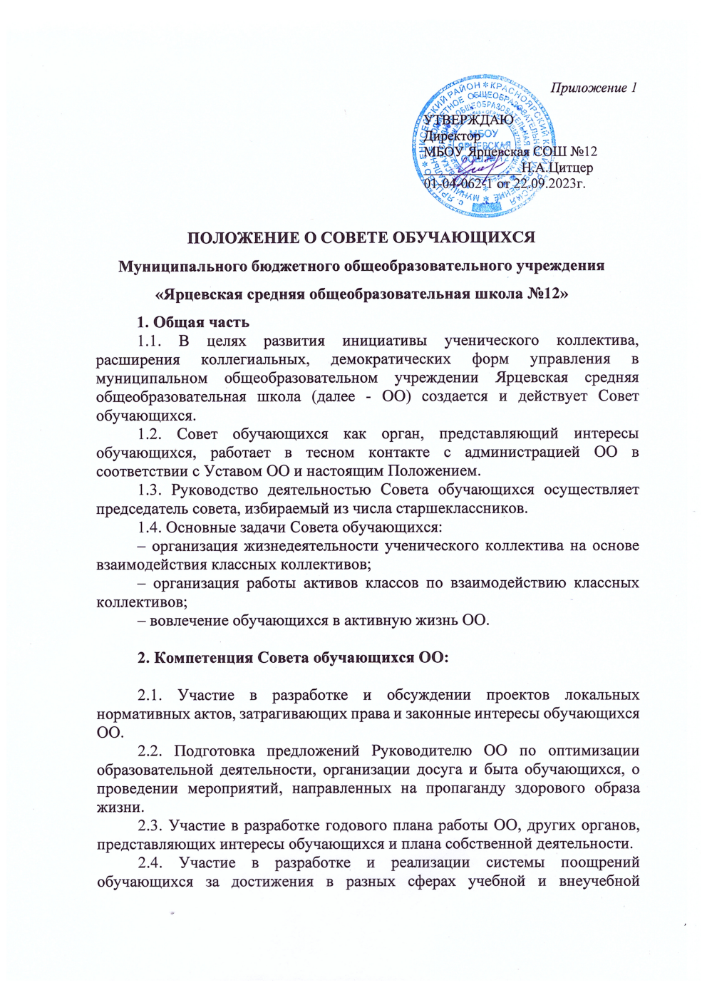 Приложение 1
УТВЕРЖДАЮ
Директор
МБОУ Ярцевская СОШ №12
______________Н.А.Цитцер
01-04-062-1 от 22.09.2023г.
МБОУ
ЯРЦЕВСКАЯ
ПОЛОЖЕНИЕ О СОВЕТЕ ОБУЧАЮЩИХСЯ
Муниципального бюджетного общеобразовательного учреждения
«Ярцевская средняя общеобразовательная школа №12»
1. Общая часть
1.1. В целях развития инициативы ученического коллектива,
расширения коллегиальных, демократических форм управления в
муниципальном общеобразовательном учреждении Ярцевская средняя
общеобразовательная школа (далее - ОО) создается и действует Совет
обучающихся.
1.2. Совет обучающихся как орган, представляющий интересы
обучающихся, работает в тесном контакте с администрацией ОО в
соответствии с Уставом ОО и настоящим Положением.
1.3. Руководство деятельностью Совета обучающихся осуществляет
председатель совета, избираемый из числа старшеклассников.
1.4. Основные задачи Совета обучающихся:
– организация жизнедеятельности ученического коллектива на основе
взаимодействия классных коллективов;
– организация работы активов классов по взаимодействию классных
коллективов;
– вовлечение обучающихся в активную жизнь ОО.
2. Компетенция Совета обучающихся ОО:
2.1. Участие в разработке и обсуждении проектов локальных
нормативных актов, затрагивающих права и законные интересы обучающихся
ОО.
2.2. Подготовка предложений Руководителю ОО по оптимизации
образовательной деятельности, организации досуга и быта обучающихся, о
проведении мероприятий, направленных на пропаганду здорового образа
жизни.
2.3. Участие в разработке годового плана работы ОО, других органов,
представляющих интересы обучающихся и плана собственной деятельности.
2.4. Участие в разработке и реализации системы поощрений
обучающихся за достижения в разных сферах учебной и внеучебной